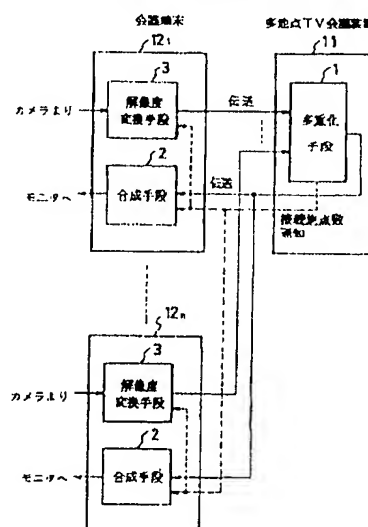 会議端末
多地点TV会議装置
12₁
11
3
1
カメラより
解像度
変換手段
伝送
多重化
手段
2
モニタへ
合成手段
伝送
接続地点数
通知
12ₙ
3
カメラより
解像度
変換手段
2
モニタへ
合成手段